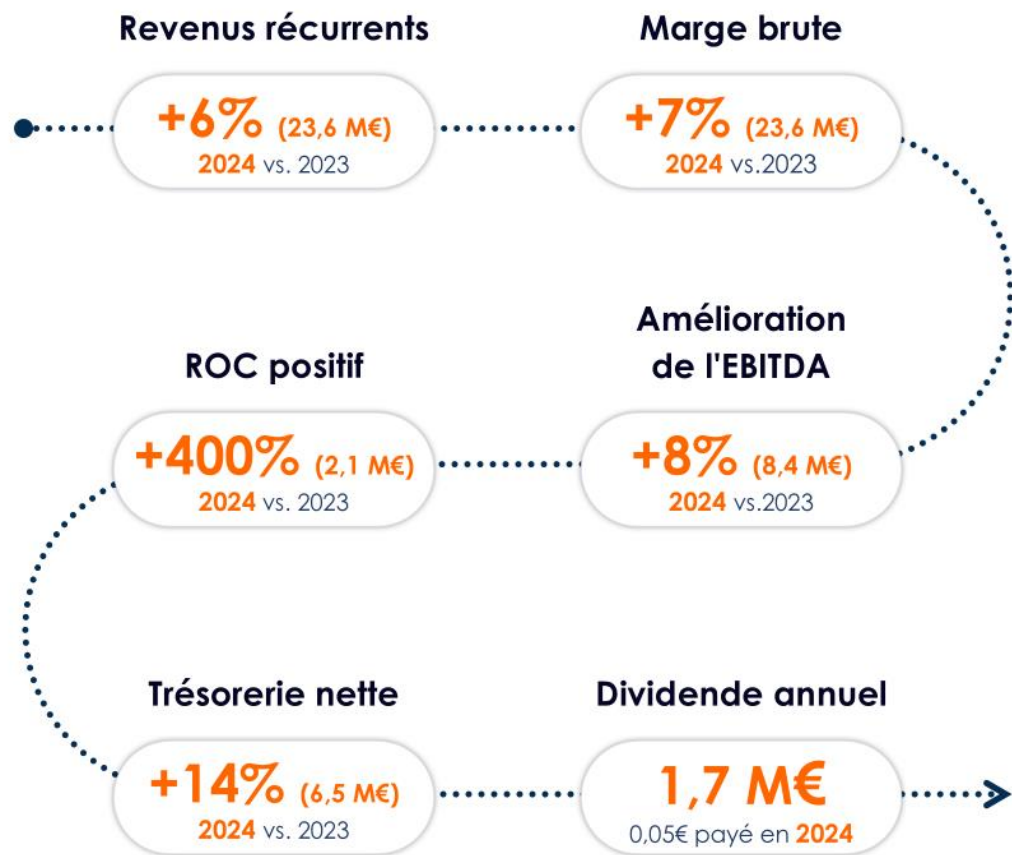 Revenus récurrents
+6% (23,6 M€)
2024 vs. 2023
Marge brute
+7% (23,6 M€)
2024 vs.2023
Amélioration
de l'EBITDA
+8% (8,4 M€)
2024 vs.2023
ROC positif
+400% (2,1 M€)
2024 vs. 2023
Trésorerie nette
+14% (6,5 M€)
2024 vs. 2023
Dividende annuel
1,7 M€
0,05€ payé en 2024